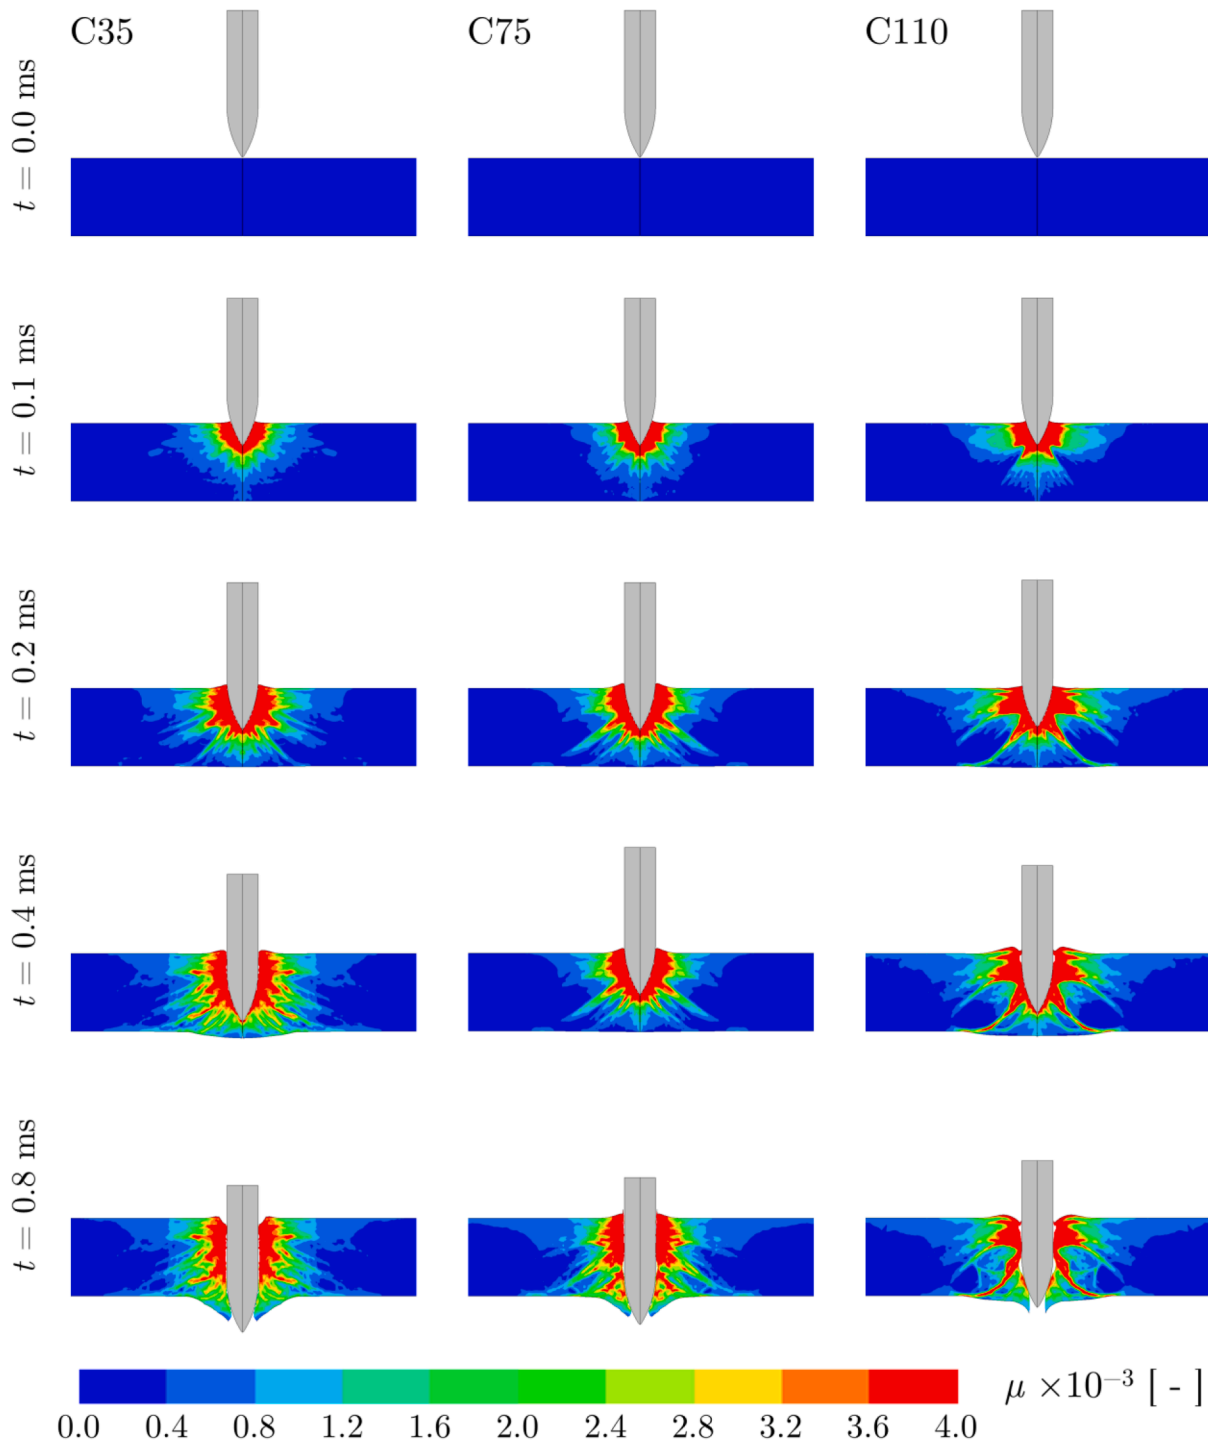 C35 C75 C110
t = 0.0 ms
t = 0.1 ms
t = 0.2 ms
t = 0.4 ms
t = 0.8 ms
μ ×10⁻³ [ - ]
0.0 0.4 0.8 1.2 1.6 2.0 2.4 2.8 3.2 3.6 4.0